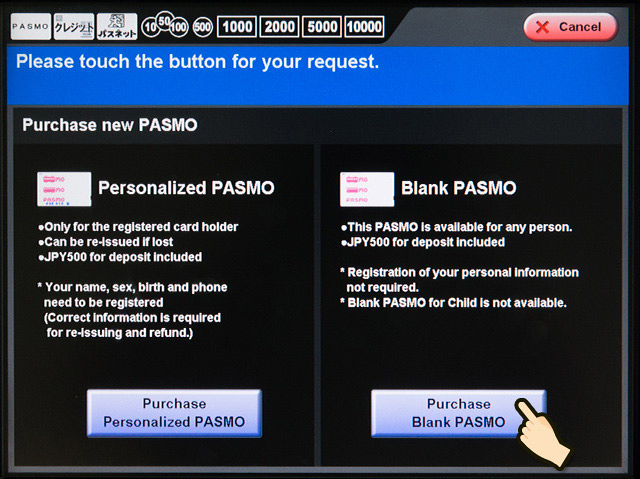 PASMO クレジット パスネット 10 50 100 500 1000 2000 5000 10000 Cancel
Please touch the button for your request.
Purchase new PASMO
Personalized PASMO
●Only for the registered card holder
●Can be re-issued if lost
●JPY500 for deposit included
* Your name, sex, birth and phone
need to be registered
(Correct information is required
for re-issuing and refund.)
Purchase
Personalized PASMO
Blank PASMO
●This PASMO is available for any person.
●JPY500 for deposit included
* Registration of your personal information
not required.
* Blank PASMO for Child is not available.
Purchase
Blank PASMO